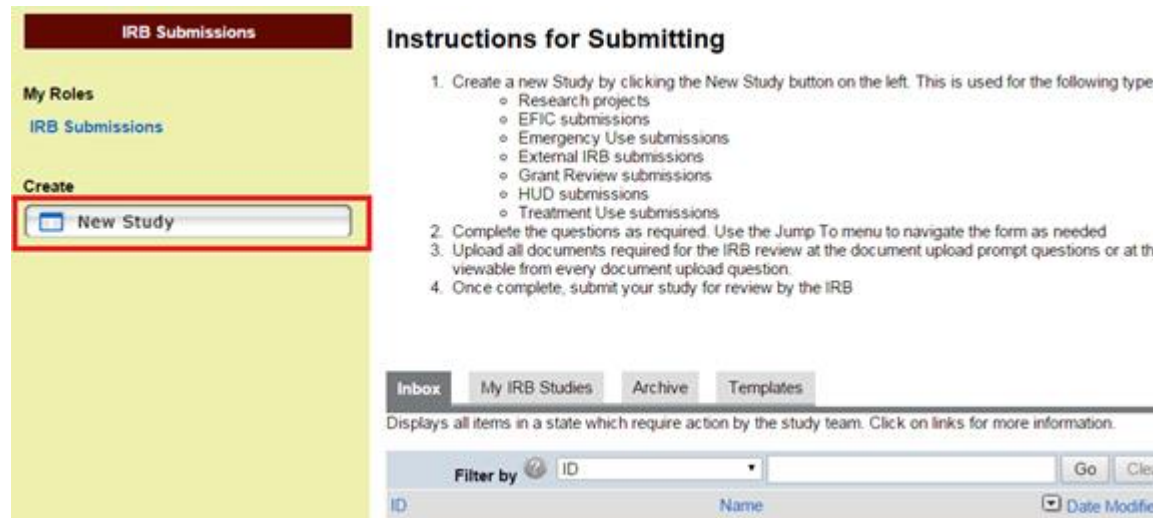 IRB Submissions
My Roles
IRB Submissions
Create
New Study
Instructions for Submitting
1. Create a new Study by clicking the New Study button on the left. This is used for the following type
Research projects
EFIC submissions
Emergency Use submissions
External IRB submissions
Grant Review submissions
HUD submissions
Treatment Use submissions
2. Complete the questions as required. Use the Jump To menu to navigate the form as needed
3. Upload all documents required for the IRB review at the document upload prompt questions or at th
viewable from every document upload question.
4. Once complete, submit your study for review by the IRB
Inbox My IRB Studies Archive Templates
Displays all items in a state which require action by the study team. Click on links for more information.
Filter by ? ID Go Clea
ID Name Date Modifie